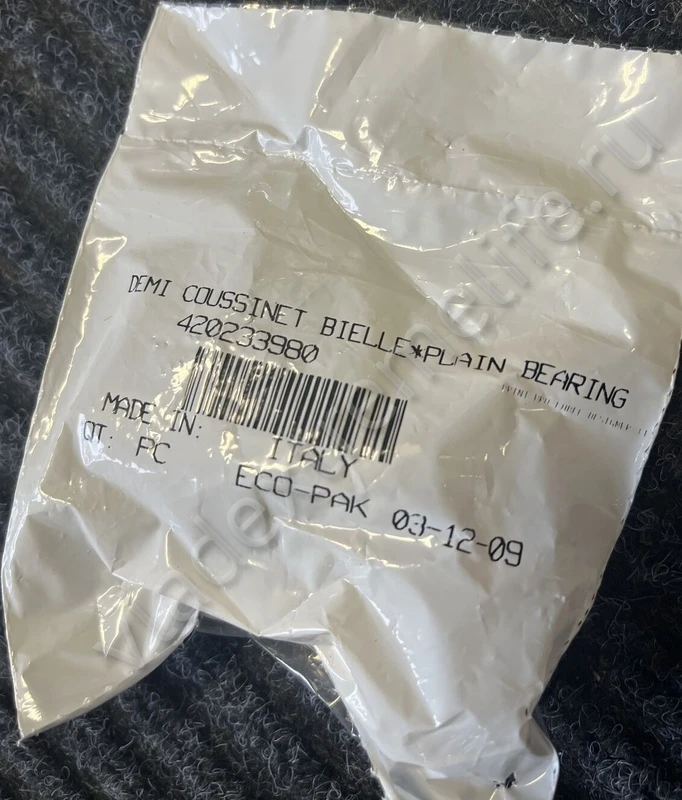 DEMI COUSSINET BIELLE*PLAIN BEARING
420233980
MADE IN: ITALY
QT: PC
ECO-PAK 03-12-09